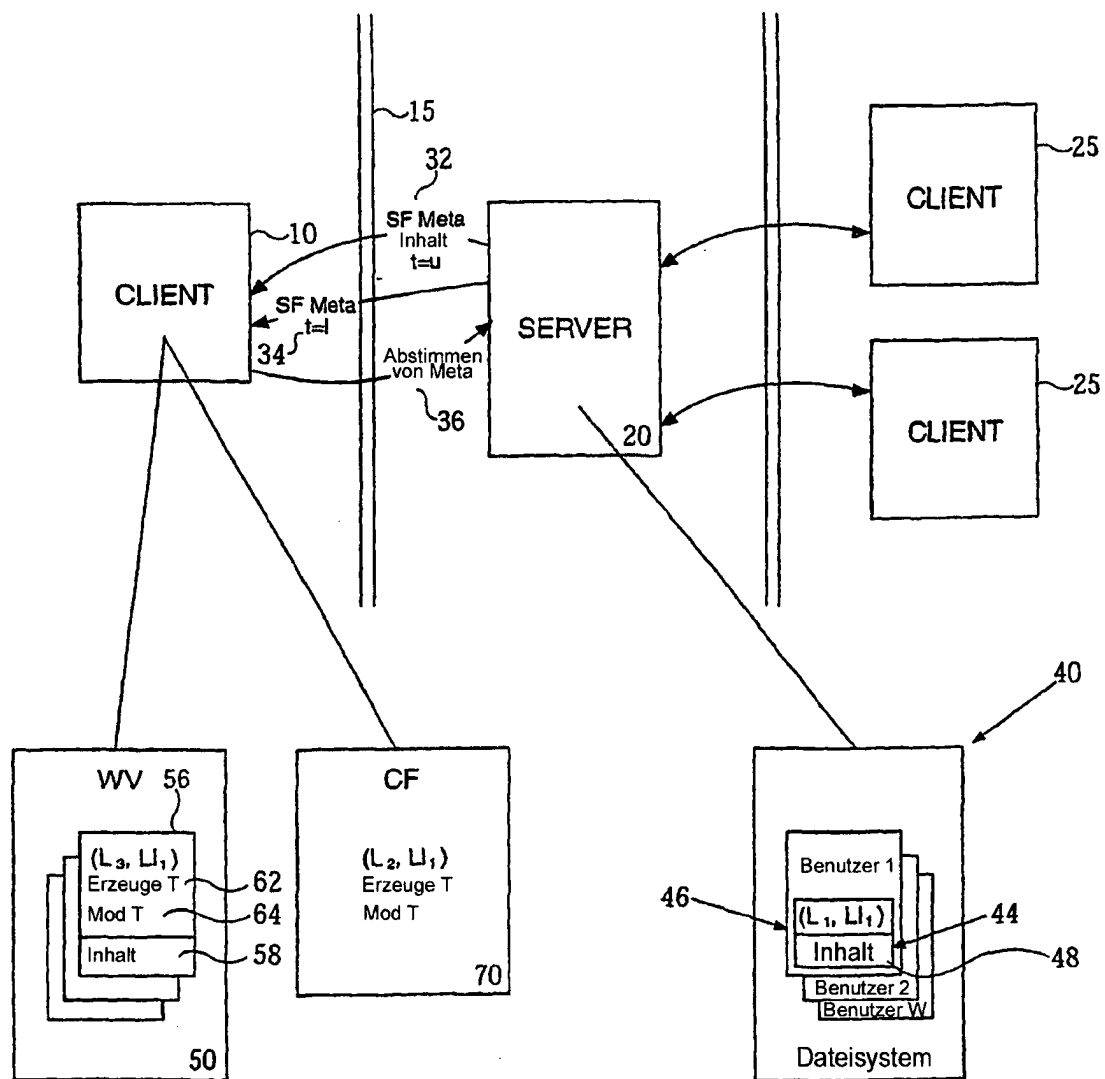 15
32
25
SF Meta
Inhalt
t=u
10
CLIENT
CLIENT
SF Meta
t=l
34
SERVER
Abstimmen
von Meta
36
20
25
CLIENT
40
WV
56
(L₃, LI₁)
Erzeuge T
62
Mod T
64
Inhalt
58
50
CF
(L₂, LI₁)
Erzeuge T
Mod T
70
Benutzer 1
46
(L₁, LI₁)
44
Inhalt
48
Benutzer 2
Benutzer W
Dateisystem